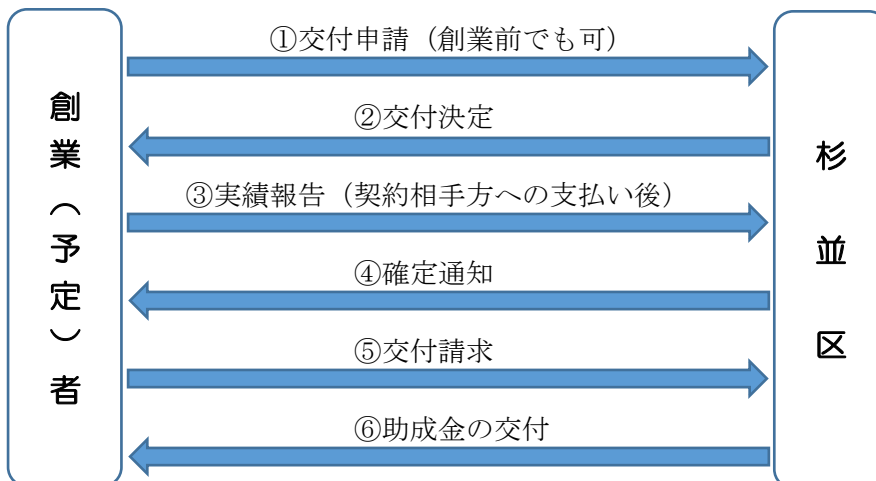 創業（予定）者
①交付申請（創業前でも可）
②交付決定
③実績報告（契約相手方への支払い後）
④確定通知
⑤交付請求
⑥助成金の交付
杉並区